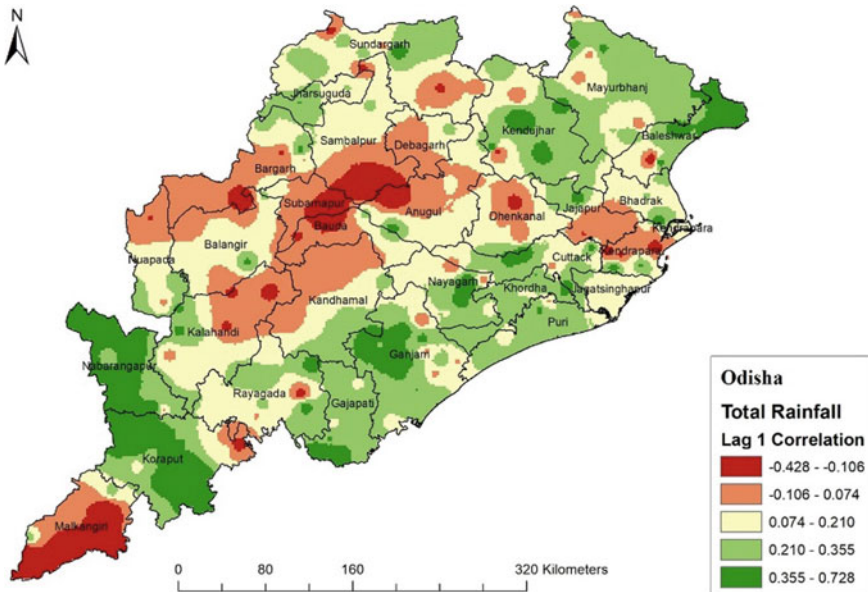 N
Sundargarh
Jharsuguda
Mayurbhanj
Kendujhar
Baleshwar
Sambalpur
Debagarh
Bargarh
Subarnapur
Anugul
Dhenkanal
Jajapur
Bhadrak
Bauda
Kendrapara
Balangir
Kendrapara
Nuapada
Cuttack
Nayagarh
Khordha
Jagatsinghapur
Kandhamal
Puri
Kalahandi
Ganjam
Nabarangapur
Rayagada
Gajapati
Koraput
Malkangiri
Odisha
Total Rainfall
Lag 1 Correlation
-0.428 - -0.106
-0.106 - 0.074
0.074 - 0.210
0.210 - 0.355
0.355 - 0.728
0 80 160 320 Kilometers